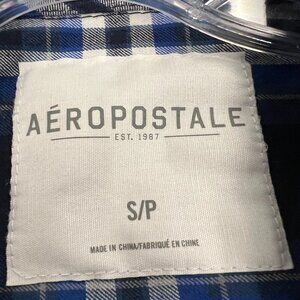 AÉROPOSTALE
EST. 1987
S/P
MADE IN CHINA/FABRIQUÉ EN CHINE